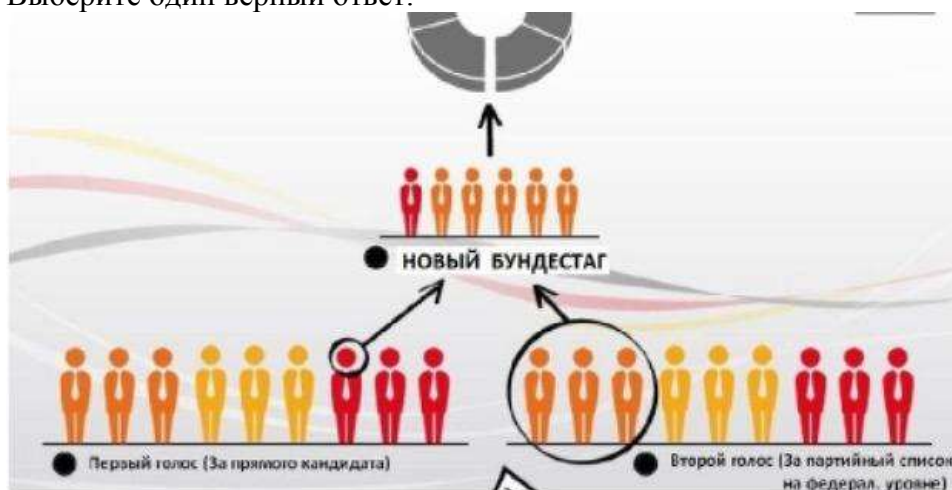 Выберите один верный ответ.
НОВЫЙ БУНДЕСТАГ
Первый голос (За прямого кандидата)
Второй голос (За партийный список
на федерал. уровне)